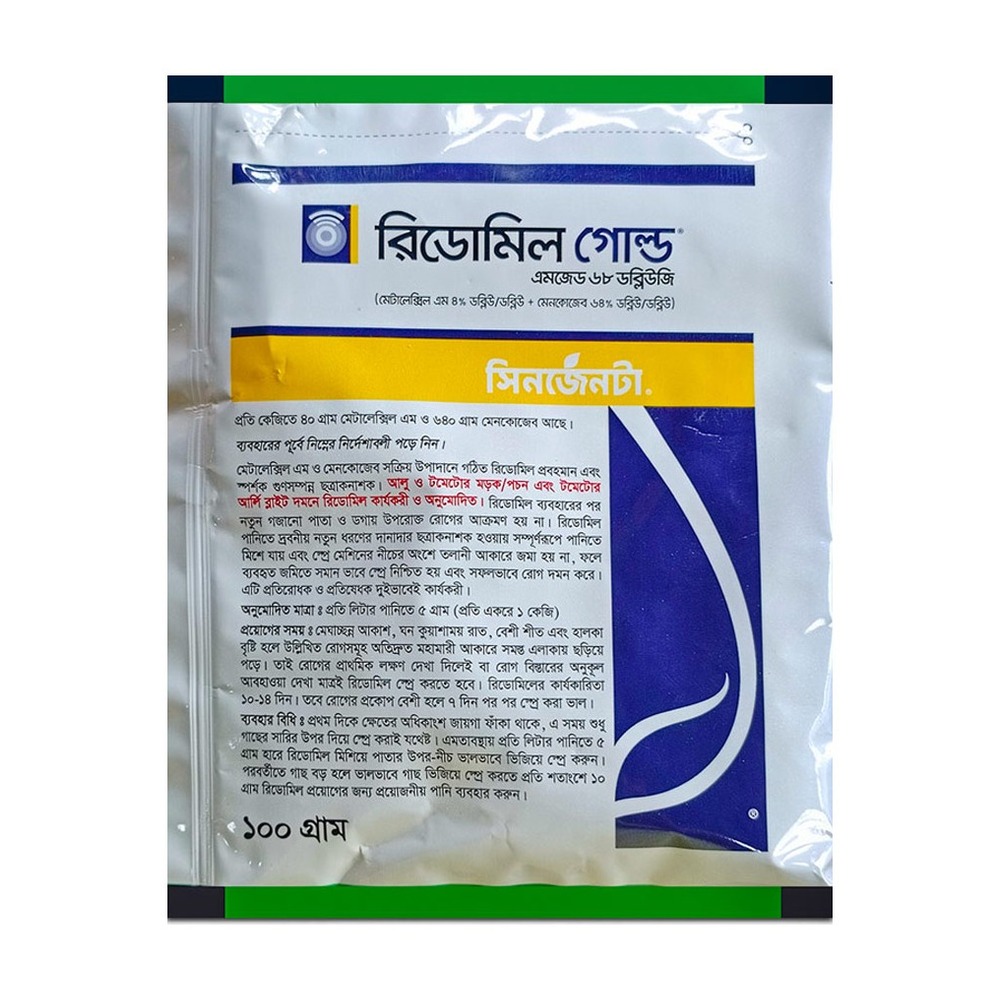 রিডোমিল গোল্ড®
এমজেড ৬৮ ডব্লিউজি
(মেটালেক্সিল এম ৪% ডব্লিউ/ডব্লিউ + মেনকোজেব ৬৪% ডব্লিউ/ডব্লিউ)
সিনজেনটা®
প্রতি কেজিতে ৪০ গ্রাম মেটালেক্সিল এম ও ৬৪০ গ্রাম মেনকোজেব আছে।
ব্যবহারের পূর্বে নিম্নের নির্দেশাবলী পড়ে নিন।
মেটালেক্সিল এম ও মেনকোজেব সক্রিয় উপাদানে গঠিত রিডোমিল প্রবহমান এবং
স্পর্শক গুণসম্পন্ন ছত্রাকনাশক। আলু ও টমেটোর মড়ক/পচন এবং টমেটোর
আর্লি ব্লাইট দমনে রিডোমিল কার্যকরী ও অনুমোদিত। রিডোমিল ব্যবহারের পর
নতুন গজানো পাতা ও ডগায় উপরোক্ত রোগের আক্রমণ হয় না। রিডোমিল
পানিতে দ্রবনীয় নতুন ধরণের দানাদার ছত্রাকনাশক হওয়ায় সম্পূর্ণরূপে পানিতে
মিশে যায় এবং স্প্রে মেশিনের নীচের অংশে তলানী আকারে জমা হয় না, ফলে
ব্যবহৃত জমিতে সমান ভাবে স্প্রে নিশ্চিত হয় এবং সফলভাবে রোগ দমন করে।
এটি প্রতিরোধক ও প্রতিষেধক দুইভাবেই কার্যকরী।
অনুমোদিত মাত্রা ঃ প্রতি লিটার পানিতে ৫ গ্রাম (প্রতি একরে ১ কেজি)
প্রয়োগের সময় ঃ মেঘাচ্ছন্ন আকাশ, ঘন কুয়াশাময় রাত, বেশী শীত এবং হালকা
বৃষ্টি হলে উল্লিখিত রোগসমূহ অতিদ্রুত মহামারী আকারে সমস্ত এলাকায় ছড়িয়ে
পড়ে। তাই রোগের প্রাথমিক লক্ষণ দেখা দিলেই বা রোগ বিস্তারের অনুকূল
আবহাওয়া দেখা মাত্রই রিডোমিল স্প্রে করতে হবে। রিডোমিলের কার্যকারিতা
১০-১৪ দিন। তবে রোগের প্রকোপ বেশী হলে ৭ দিন পর পর স্প্রে করা ভাল।
ব্যবহার বিধি ঃ প্রথম দিকে ক্ষেতের অধিকাংশ জায়গা ফাঁকা থাকে, এ সময় শুধু
গাছের সারির উপর দিয়ে স্প্রে করাই যথেষ্ট। এমতাবস্থায় প্রতি লিটার পানিতে ৫
গ্রাম হারে রিডোমিল মিশিয়ে পাতার উপর-নীচ ভালভাবে ভিজিয়ে স্প্রে করুন।
পরবর্তীতে গাছ বড় হলে ভালভাবে গাছ ভিজিয়ে স্প্রে করতে প্রতি শতাংশে ১০
গ্রাম রিডোমিল প্রয়োগের জন্য প্রয়োজনীয় পানি ব্যবহার করুন।
১০০ গ্রাম
®